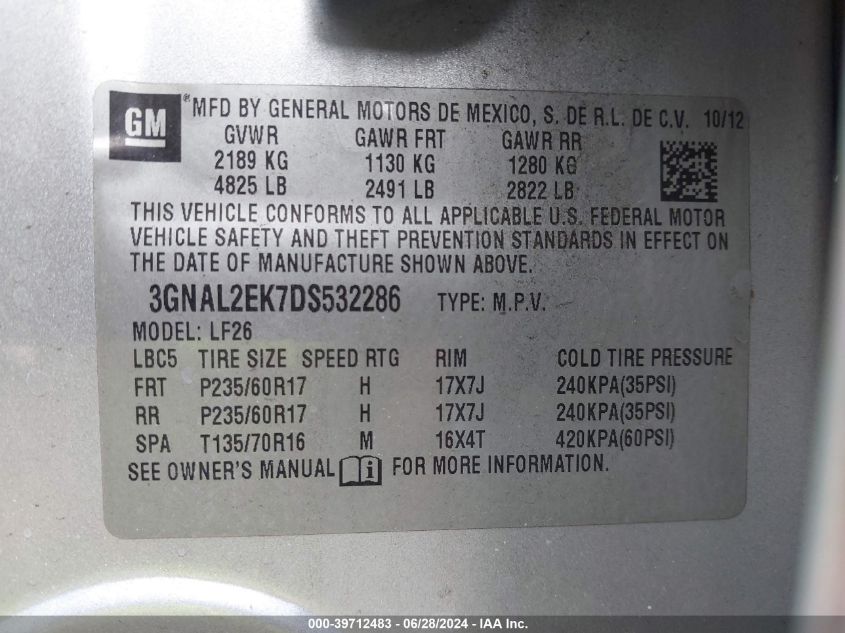 GM ® MFD BY GENERAL MOTORS DE MEXICO, S. DE R.L. DE C.V. 10/12
GVWR GAWR FRT GAWR RR
2189 KG 1130 KG 1280 KG
4825 LB 2491 LB 2822 LB
THIS VEHICLE CONFORMS TO ALL APPLICABLE U.S. FEDERAL MOTOR
VEHICLE SAFETY AND THEFT PREVENTION STANDARDS IN EFFECT ON
THE DATE OF MANUFACTURE SHOWN ABOVE.
3GNAL2EK7DS532286 TYPE: M.P.V.
MODEL: LF26
LBC5 TIRE SIZE SPEED RTG RIM COLD TIRE PRESSURE
FRT P235/60R17 H 17X7J 240KPA(35PSI)
RR P235/60R17 H 17X7J 240KPA(35PSI)
SPA T135/70R16 M 16X4T 420KPA(60PSI)
SEE OWNER'S MANUAL i FOR MORE INFORMATION.
000-39712483 - 06/28/2024 - IAA Inc.